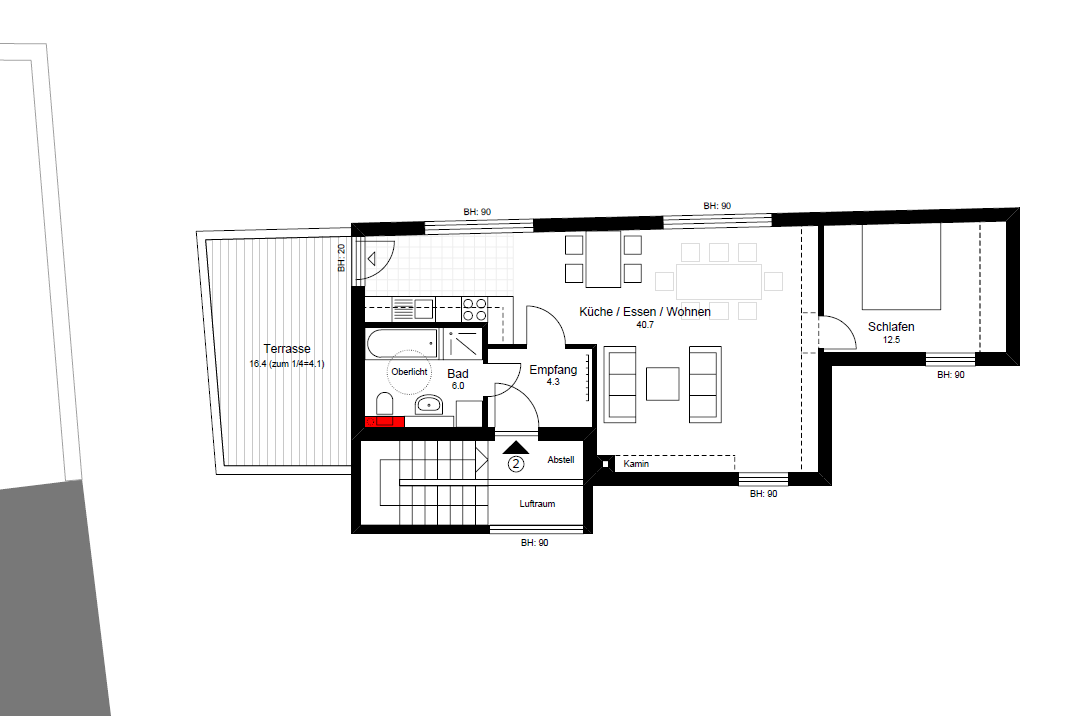 BH: 90
BH: 90
BH: 20
Küche / Essen / Wohnen
40.7
Schlafen
12.5
Terrasse
16.4 (zum 1/4=4.1)
Oberlicht
Bad
6.0
Empfang
4.3
BH: 90
2
Abstell
Kamin
BH: 90
Luftraum
BH: 90